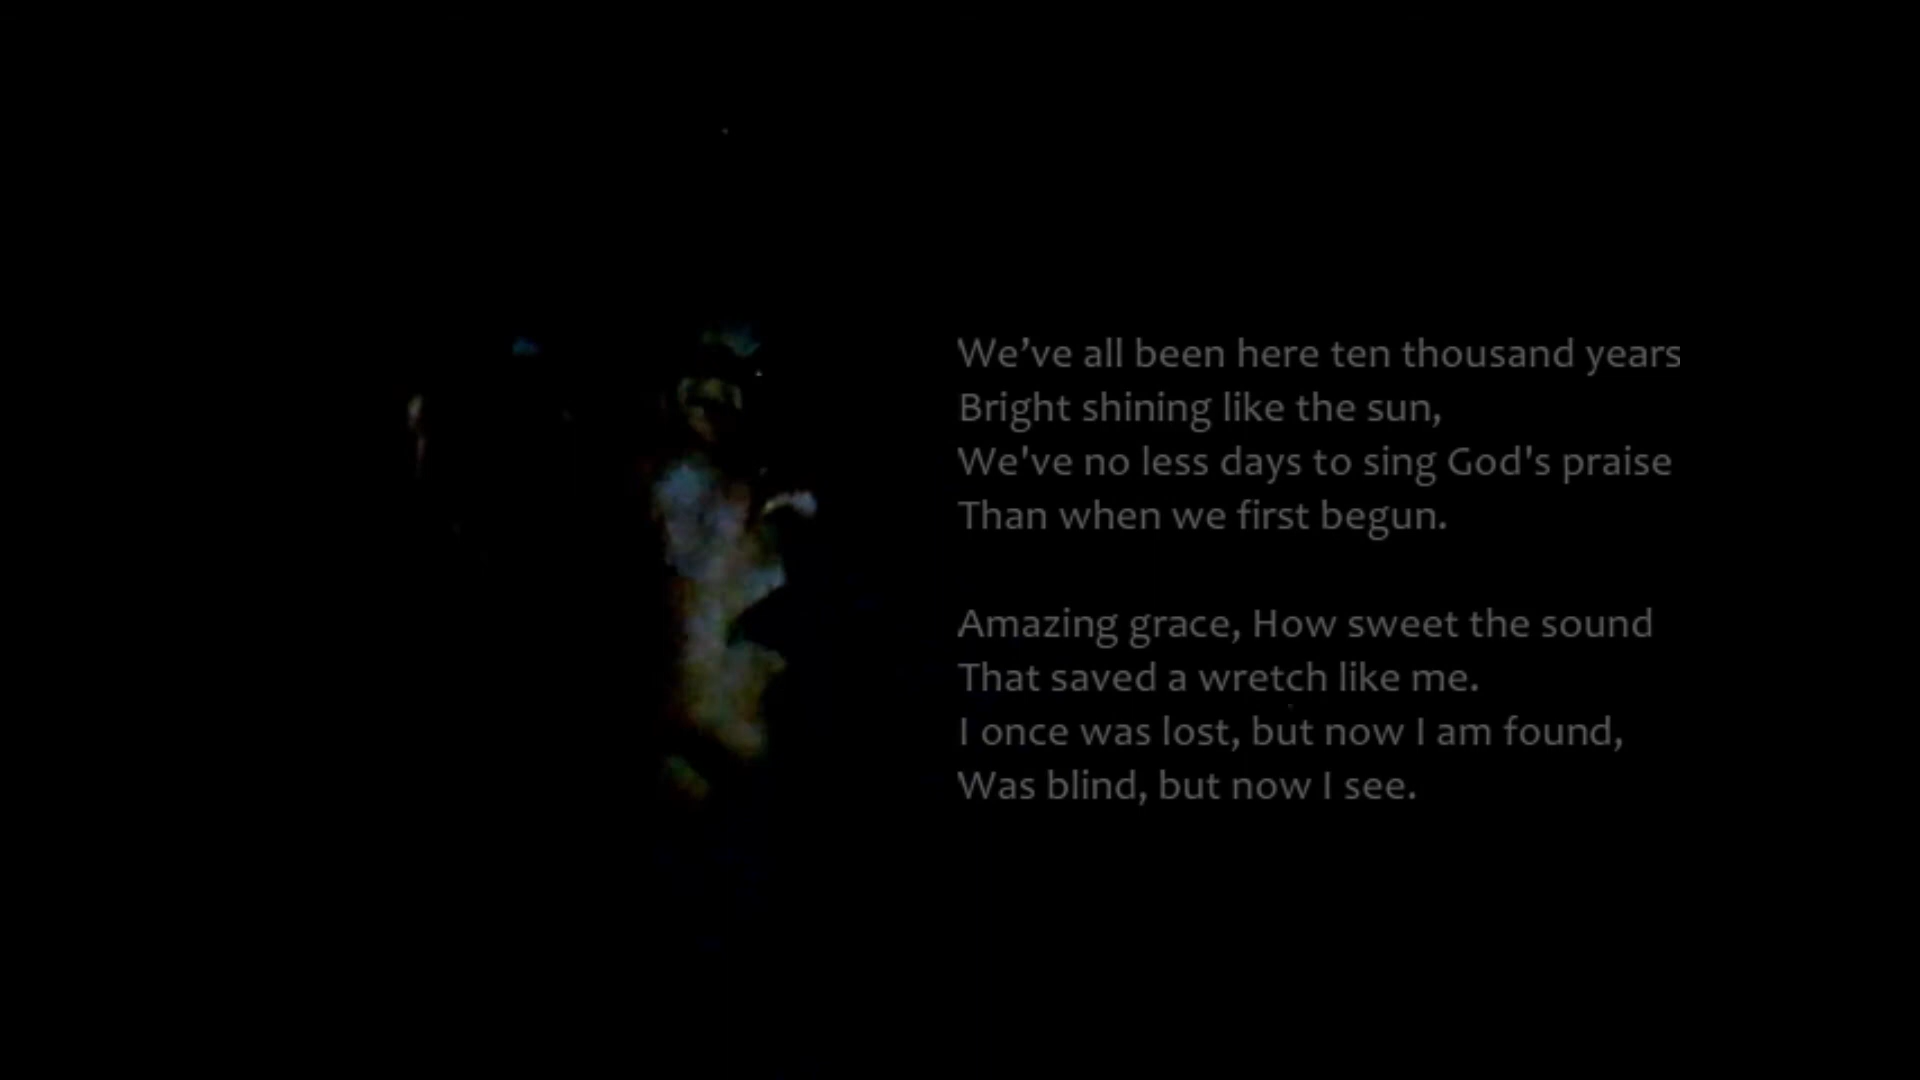 We’ve all been here ten thousand years
Bright shining like the sun,
We've no less days to sing God's praise
Than when we first begun.
Amazing grace, How sweet the sound
That saved a wretch like me.
I once was lost, but now I am found,
Was blind, but now I see.